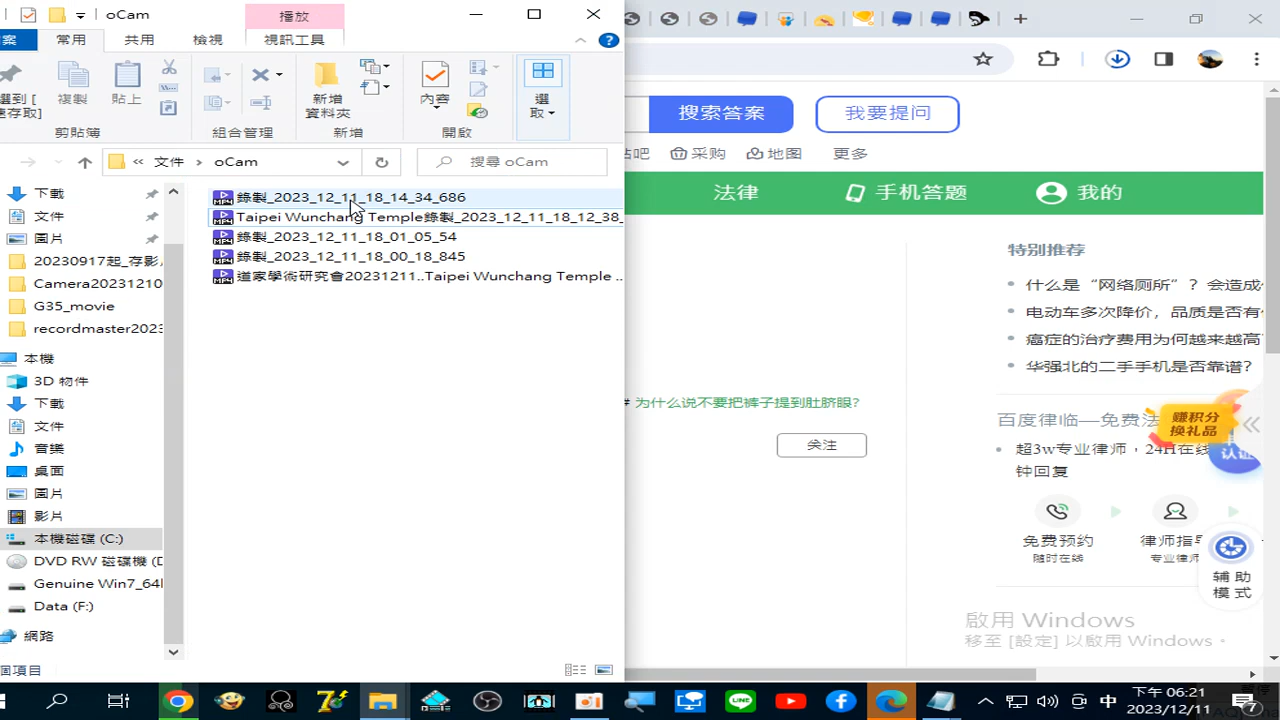 oCam
播放
案
常用
共用
檢視
視訊工具
選到 [
速存取]
複製
貼上
新增
資料夾
內容
選
取
剪貼簿
組合管理
新增
開啟
« 文件 › oCam
搜尋 oCam
下載
文件
圖片
20230917起_存影
Camera20231210
G35_movie
recordmaster2023
本機
3D 物件
下載
文件
音樂
桌面
圖片
影片
本機磁碟 (C:)
DVD RW 磁碟機 (D
Genuine Win7_64
Data (F:)
網路
錄製_2023_12_11_18_14_34_686
Taipei Wunchang Temple錄製_2023_12_11_18_12_38_
錄製_2023_12_11_18_01_05_54
錄製_2023_12_11_18_00_18_845
道家學術研究會20231211..Taipei Wunchang Temple ..
個項目
搜索答案
我要提问
贴吧
采购
地图
更多
法律
手机答题
我的
特别推荐
什么是“网络厕所”？会造成
电动车多次降价，品质是否有
癌症的治疗费用为何越来越高
华强北的二手手机是否靠谱?
# 为什么说不要把裤子提到肚脐眼?
关注
百度律临—免费法
赚积分
换礼品
认证
超3w专业律师，24H在线
钟回复
免费预约
随时在线
律师指导
专业律师
辅助
模式
啟用 Windows
移至 [設定] 以啟用 Windows。
中
下午 06:21
2023/12/11
7